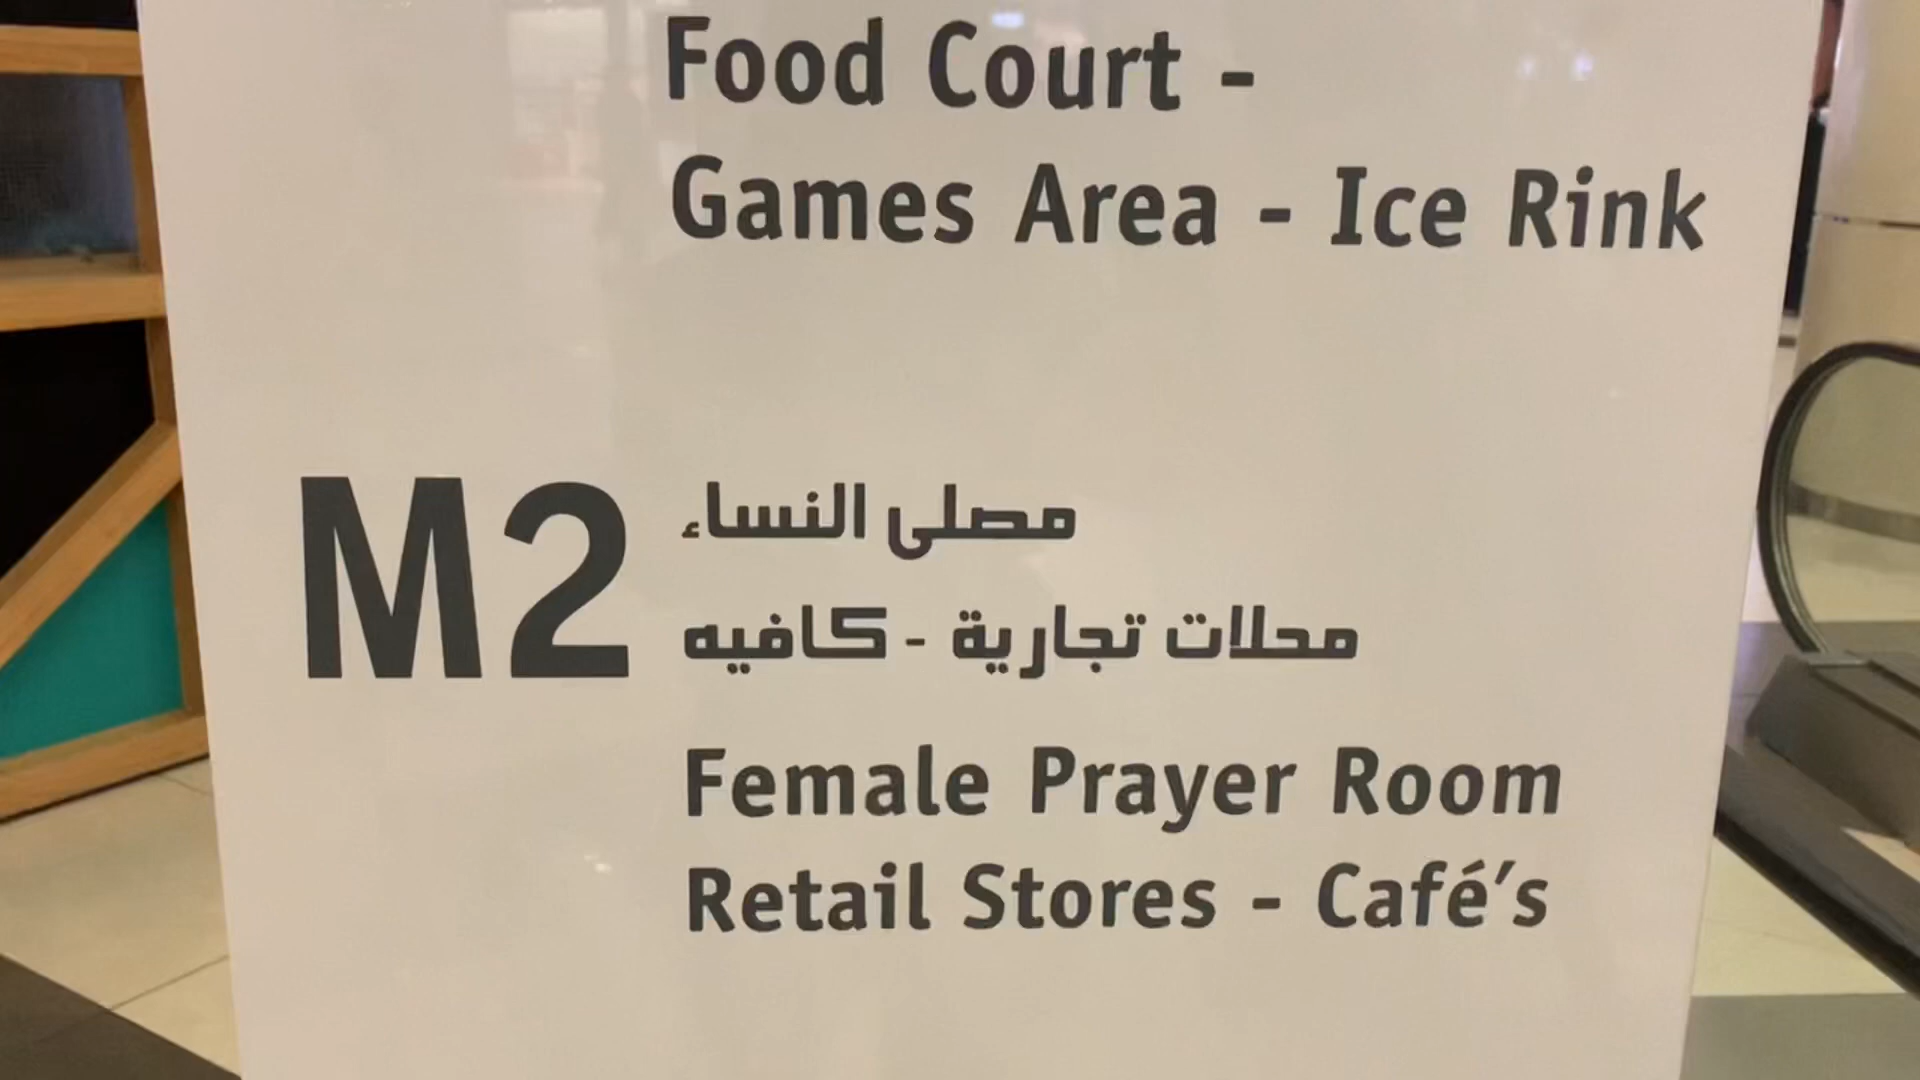 Food Court -
Games Area - Ice Rink
M2
مصلى النساء
محلات تجارية - كافيه
Female Prayer Room
Retail Stores - Café's